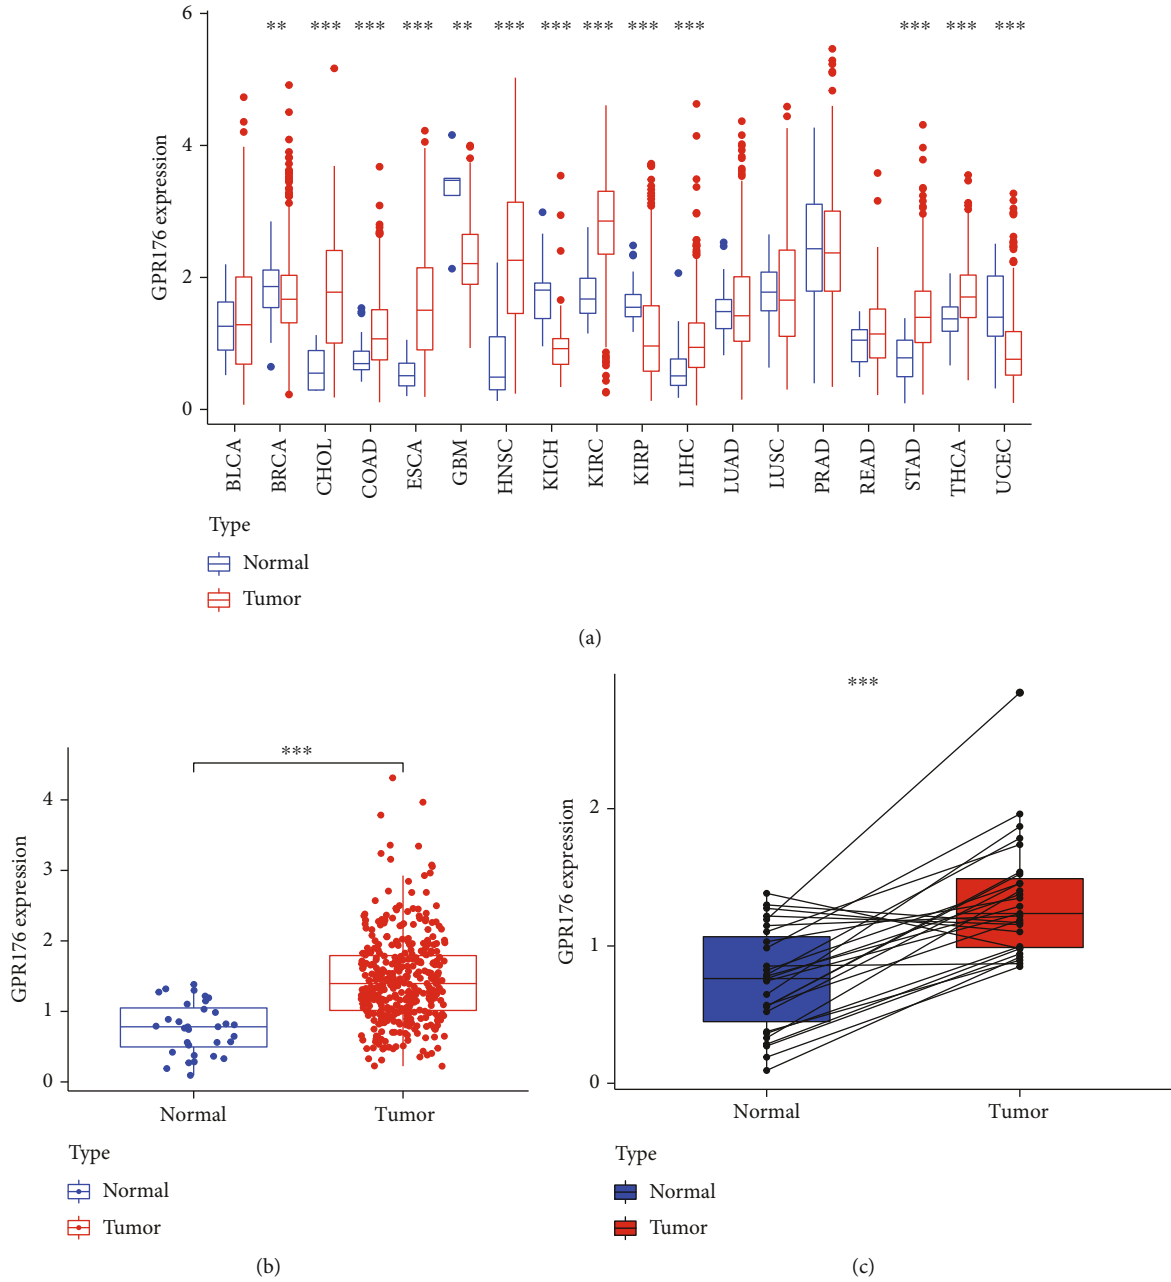 6
** *** *** *** ** *** *** *** *** *** *** *** ***
4
2
0
GPR176 expression
BLCA BRCA CHOL COAD ESCA GBM HNSC KICH KIRC KIRP LIHC LUAD LUSC PRAD READ STAD THCA UCEC
Type
Normal
Tumor
(a)
***
4
3
2
1
0
GPR176 expression
Normal Tumor
Type
Normal
Tumor
(b)
***
2
1
0
GPR176 expression
Normal Tumor
Type
Normal
Tumor
(c)